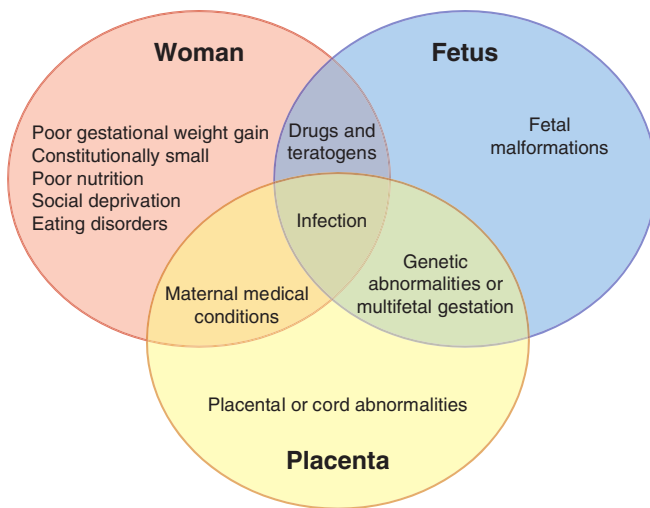 Woman
Fetus
Poor gestational weight gain
Constitutionally small
Poor nutrition
Social deprivation
Eating disorders
Drugs and
teratogens
Fetal
malformations
Infection
Maternal medical
conditions
Genetic
abnormalities or
multifetal gestation
Placental or cord abnormalities
Placenta